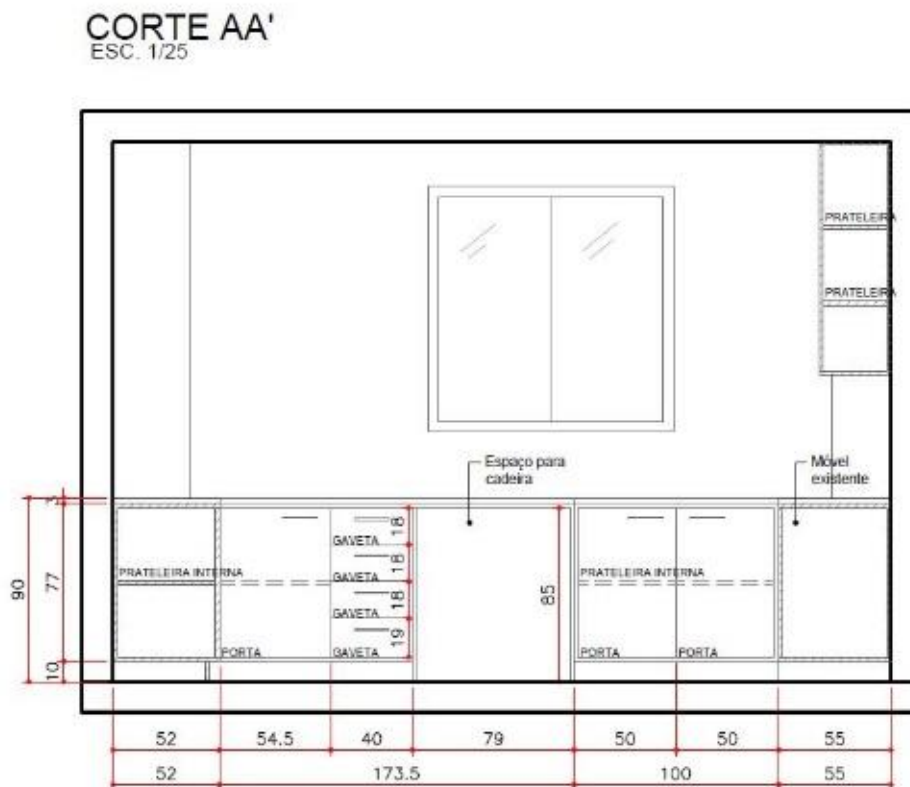 CORTE AA'
ESC. 1/25
PRATELEIRA
PRATELEIRA
Espaço para
cadeira
Móvel
existente
3
18
GAVETA
18
PRATELEIRA INTERNA
GAVETA
PRATELEIRA INTERNA
77
90
85
18
GAVETA
19
PORTA
GAVETA
PORTA
PORTA
10
52
54.5
40
79
50
50
55
52
173.5
100
55